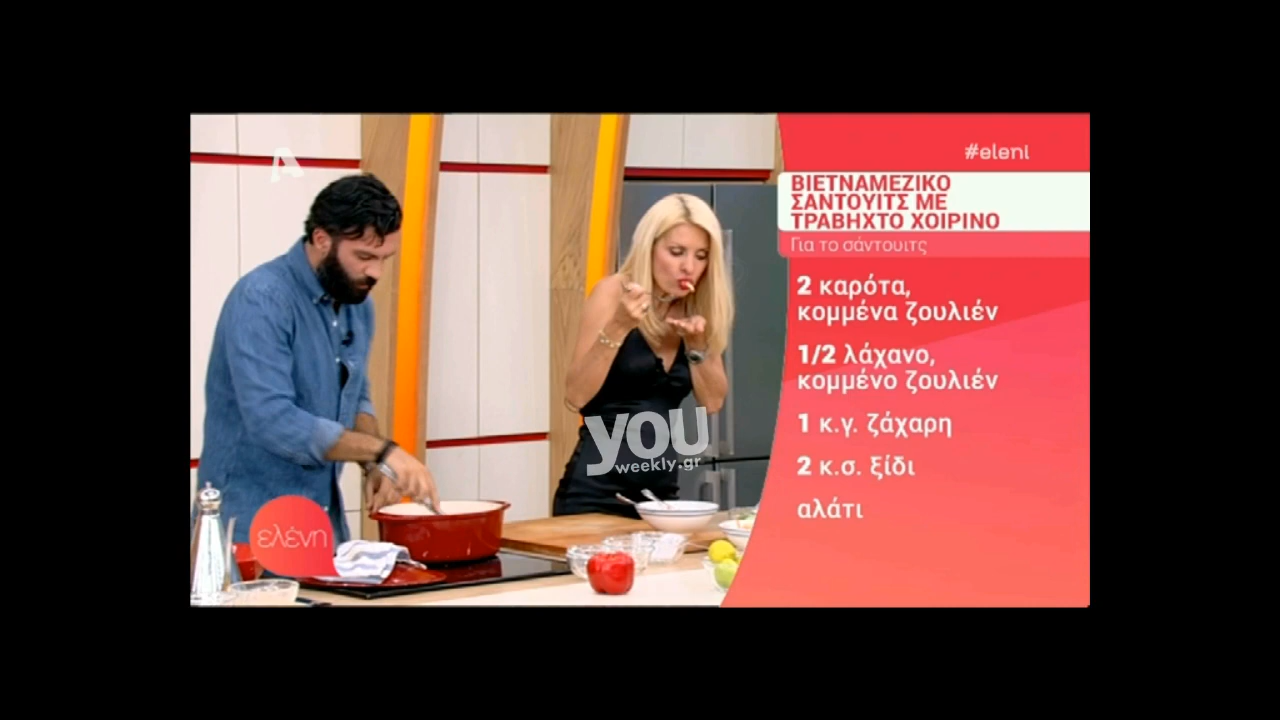 A
#eleni
ΒΙΕΤΝΑΜΕΖΙΚΟ
ΣΑΝΤΟΥΙΤΣ ΜΕ
ΤΡΑΒΗΧΤΟ ΧΟΙΡΙΝΟ
Για το σάντουιτς
2 καρότα,
κομμένα ζουλιέν
1/2 λάχανο,
κομμένο ζουλιέν
1 κ.γ. ζάχαρη
2 κ.σ. ξίδι
αλάτι
YOU
weekly.gr
ελένη